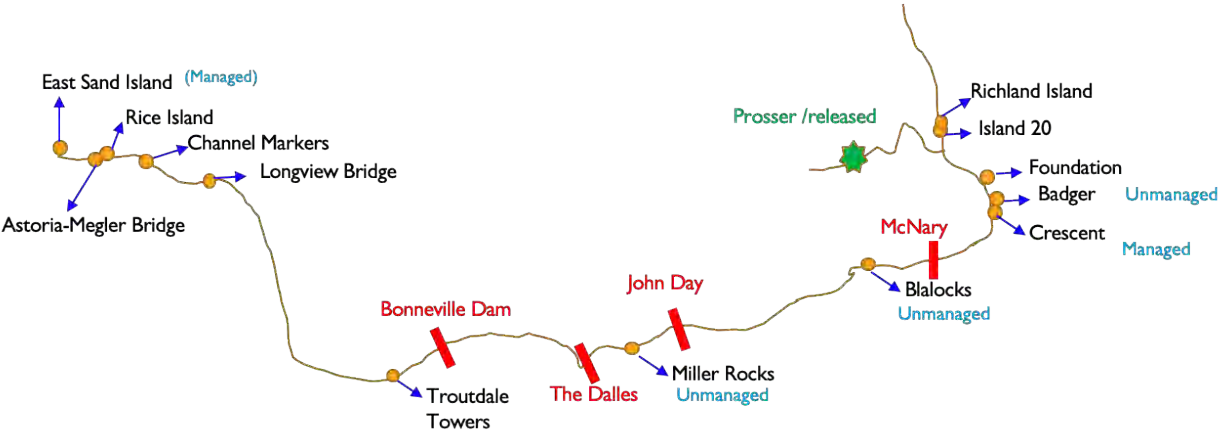 East Sand Island (Managed)
Rice Island
Channel Markers
Longview Bridge
Astoria-Megler Bridge
Bonneville Dam
Troutdale
Towers
The Dalles
John Day
Miller Rocks
Unmanaged
Prosser /released
Richland Island
Island 20
Foundation
Badger Unmanaged
Crescent
Managed
McNary
Blalocks
Unmanaged